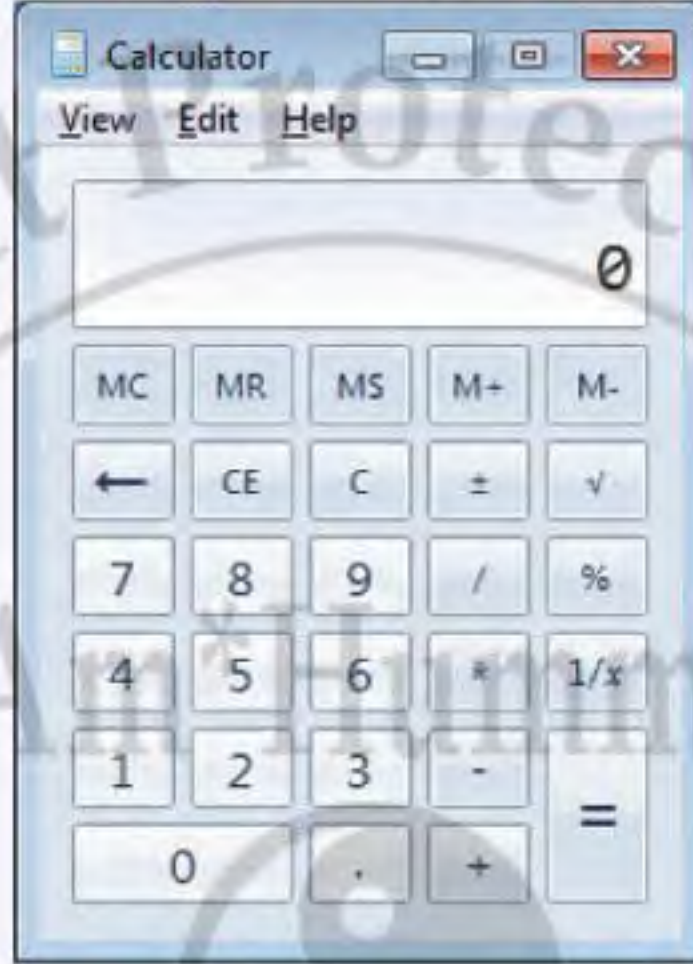 Calculator
View Edit Help
0
MC MR MS M+ M-
← CE C ± √
7 8 9 / %
4 5 6 * 1/x
1 2 3 - =
0 . +